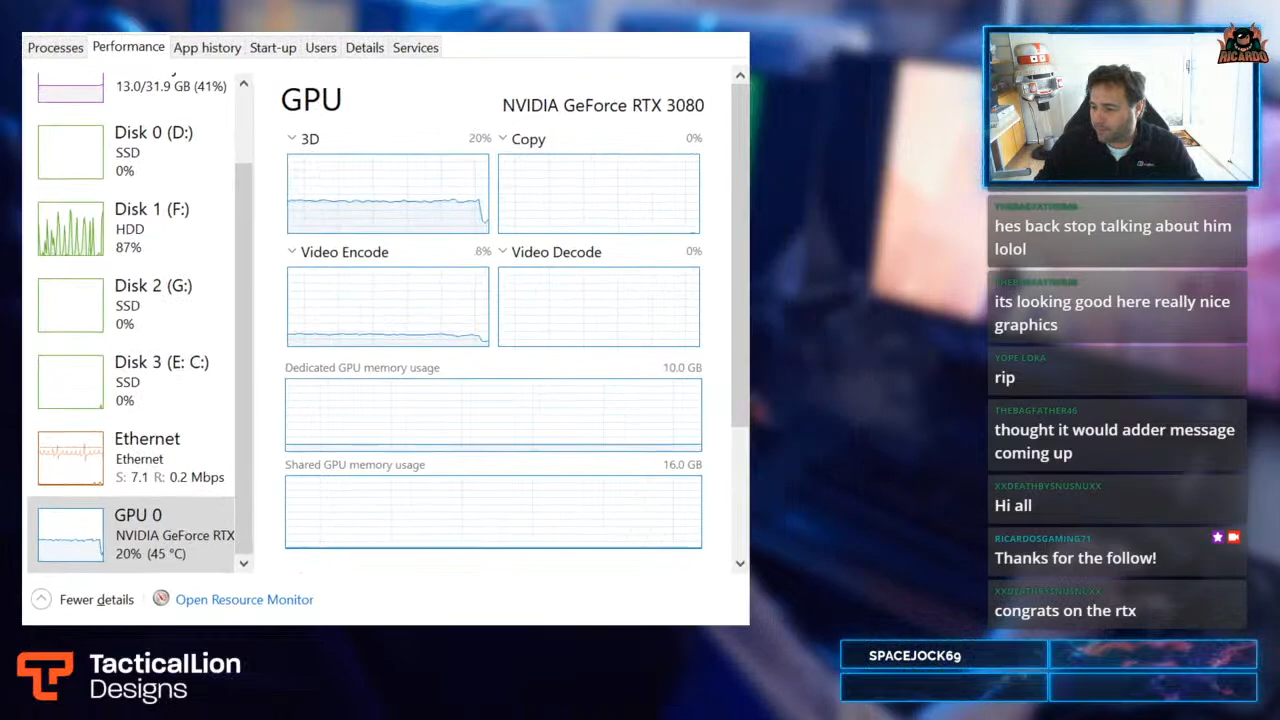 Processes Performance App history Start-up Users Details Services
13.0/31.9 GB (41%)
Disk 0 (D:)
SSD
0%
Disk 1 (F:)
HDD
87%
Disk 2 (G:)
SSD
0%
Disk 3 (E: C:)
SSD
0%
Ethernet
Ethernet
S: 7.1 R: 0.2 Mbps
GPU 0
NVIDIA GeForce RTX
20% (45 °C)
GPU NVIDIA GeForce RTX 3080
3D 20% Copy 0%
Video Encode 8% Video Decode 0%
Dedicated GPU memory usage 10.0 GB
Shared GPU memory usage 16.0 GB
Fewer details Open Resource Monitor
TacticalLion
Designs
RICARDO
hes back stop talking about him
lolol
its looking good here really nice
graphics
YOPE LOKA
rip
THEBAGFATHER46
thought it would adder message
coming up
XXDEATHBYSNUSNUXX
Hi all
RICARDOSGAMING71
Thanks for the follow!
XXDEATHBYSNUSNUXX
congrats on the rtx
SPACEJOCK69